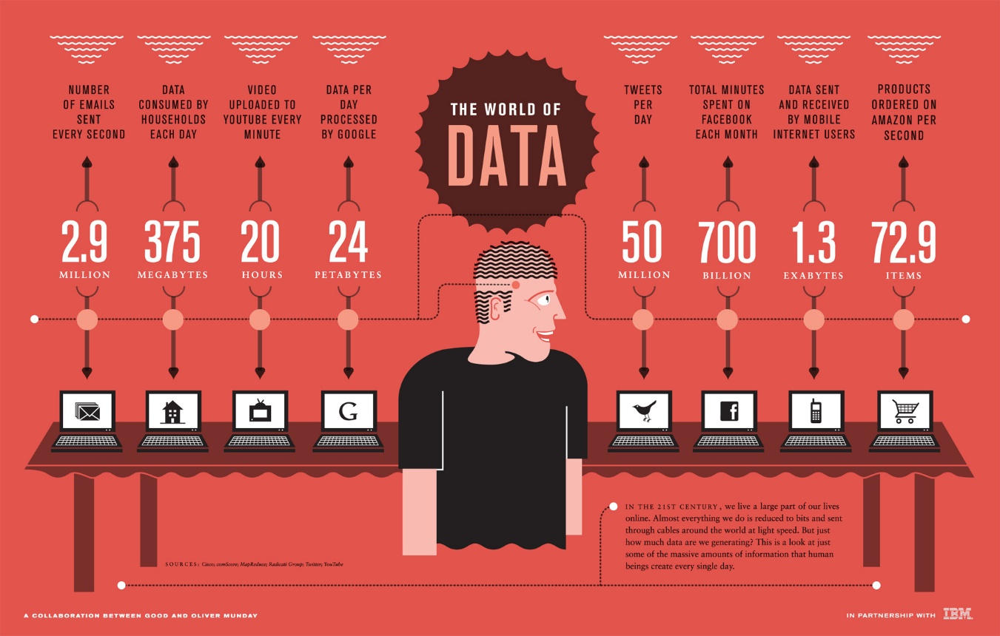 NUMBER
OF EMAILS
SENT
EVERY SECOND
2.9
MILLION
DATA
CONSUMED BY
HOUSEHOLDS
EACH DAY
375
MEGABYTES
VIDEO
UPLOADED TO
YOUTUBE EVERY
MINUTE
20
HOURS
DATA PER
DAY
PROCESSED
BY GOOGLE
24
PETABYTES
G
THE WORLD OF
DATA
TWEETS
PER
DAY
50
MILLION
TOTAL MINUTES
SPENT ON
FACEBOOK
EACH MONTH
700
BILLION
f
DATA SENT
AND RECEIVED
BY MOBILE
INTERNET USERS
1.3
EXABYTES
PRODUCTS
ORDERED ON
AMAZON PER
SECOND
72.9
ITEMS
IN THE 21ST CENTURY, we live a large part of our lives
online. Almost everything we do is reduced to bits and sent
through cables around the world at light speed. But just
how much data are we generating? This is a look at just
some of the massive amounts of information that human
beings create every single day.
SOURCES: Cisco; comScore; MapReduce; Radicati Group; Twitter; YouTube
A COLLABORATION BETWEEN GOOD AND OLIVER MUNDAY
IN PARTNERSHIP WITH IBM